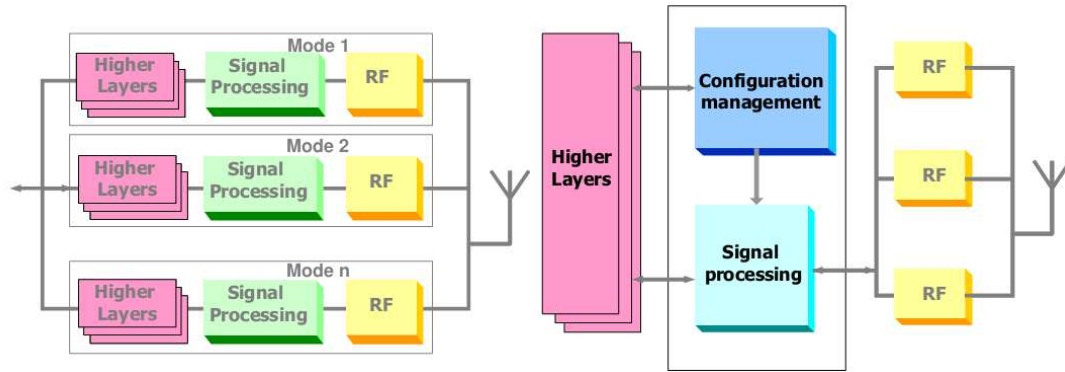 Mode 1
Higher
Layers
Signal
Processing
RF
Mode 2
Higher
Layers
Signal
Processing
RF
Mode n
Higher
Layers
Signal
Processing
RF
Higher
Layers
Configuration
management
Signal
processing
RF
RF
RF